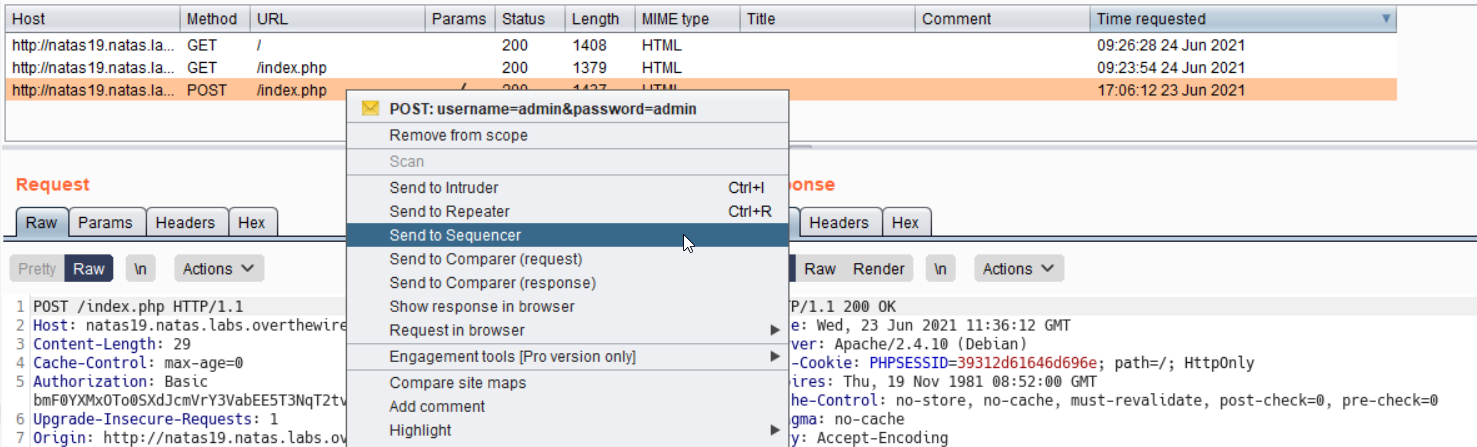 Host Method URL Params Status Length MIME type Title Comment Time requested
http://natas19.natas.la... GET / 200 1408 HTML 09:26:28 24 Jun 2021
http://natas19.natas.la... GET /index.php 200 1379 HTML 09:23:54 24 Jun 2021
http://natas19.natas.la... POST /index.php 200 1437 HTML 17:06:12 23 Jun 2021
POST: username=admin&password=admin
Remove from scope
Scan
Send to Intruder Ctrl+I
Send to Repeater Ctrl+R
Send to Sequencer
Send to Comparer (request)
Send to Comparer (response)
Show response in browser
Request in browser
Engagement tools [Pro version only]
Compare site maps
Add comment
Highlight
Request
Raw Params Headers Hex
Pretty Raw \n Actions
1 POST /index.php HTTP/1.1
2 Host: natas19.natas.labs.overthewire
3 Content-Length: 29
4 Cache-Control: max-age=0
5 Authorization: Basic
bmF0YXMxOTo0SXdJcmVrY3VabEE5T3NqT2tv
6 Upgrade-Insecure-Requests: 1
7 Origin: http://natas19.natas.labs.ov
ponse
Headers Hex
Raw Render \n Actions
TP/1.1 200 OK
e: Wed, 23 Jun 2021 11:36:12 GMT
ver: Apache/2.4.10 (Debian)
-Cookie: PHPSESSID=39312d61646d696e; path=/; HttpOnly
ires: Thu, 19 Nov 1981 08:52:00 GMT
he-Control: no-store, no-cache, must-revalidate, post-check=0, pre-check=0
gma: no-cache
y: Accept-Encoding